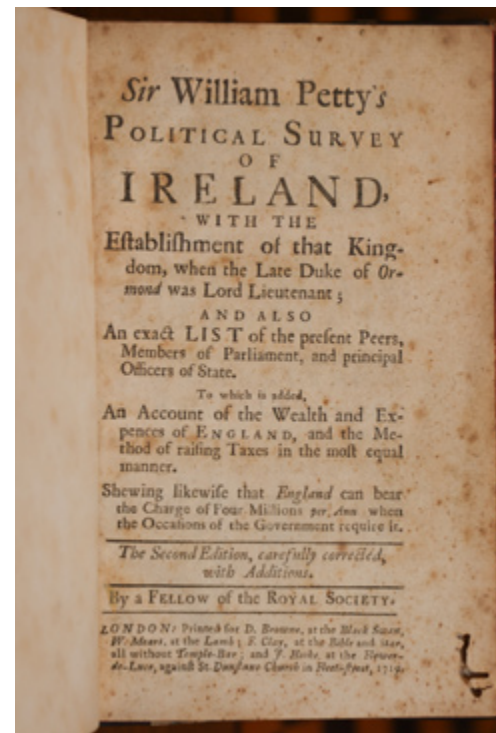 Sir William Petty's
POLITICAL SURVEY
OF
IRELAND,
WITH THE
Eſtabliſhment of that King-
dom, when the Late Duke of Or-
mond was Lord Lieutenant;
AND ALSO
An exact LIST of the preſent Peers,
Members of Parliament, and principal
Officers of State.
To which is added,
An Account of the Wealth and Ex-
pences of ENGLAND, and the Me-
thod of raiſing Taxes in the moſt equal
manner.
Shewing likewiſe that England can bear
the Charge of Four Millions per Ann. when
the Occaſions of the Government require it.
The Second Edition, carefully corrected,
with Additions.
By a FELLOW of the ROYAL SOCIETY.
LONDON: Printed for D. Browne, at the Black Swan,
W. Mears, at the Lamb; F. Clay, at the Bible and Star,
all without Temple-Bar; and J. Hooke at the Flower-
de-Luce, againſt St. Dunſtans Church in Fleet-ſtreet, 1719.